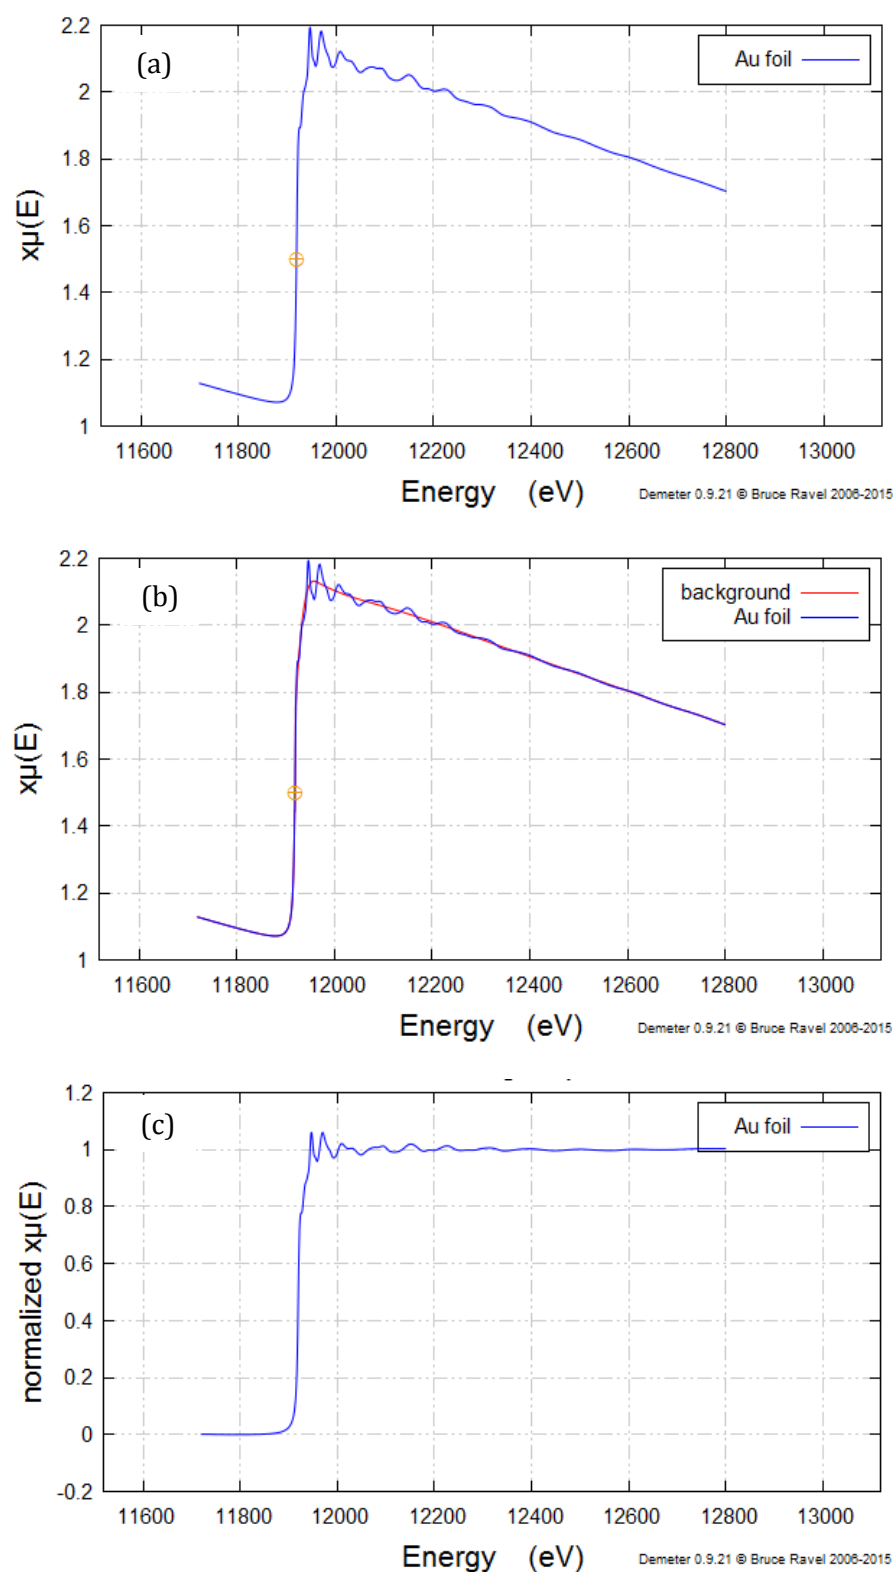 2.2
(a)
Au foil
2
1.8
xμ(E)
1.6
1.4
1.2
1
11600 11800 12000 12200 12400 12600 12800 13000
Energy (eV)
Demeter 0.9.21 © Bruce Ravel 2006-2015
2.2
(b)
background
Au foil
2
1.8
xμ(E)
1.6
1.4
1.2
1
11600 11800 12000 12200 12400 12600 12800 13000
Energy (eV)
Demeter 0.9.21 © Bruce Ravel 2006-2015
1.2
(c)
Au foil
1
0.8
normalized xμ(E)
0.6
0.4
0.2
0
-0.2
11600 11800 12000 12200 12400 12600 12800 13000
Energy (eV)
Demeter 0.9.21 © Bruce Ravel 2006-2015